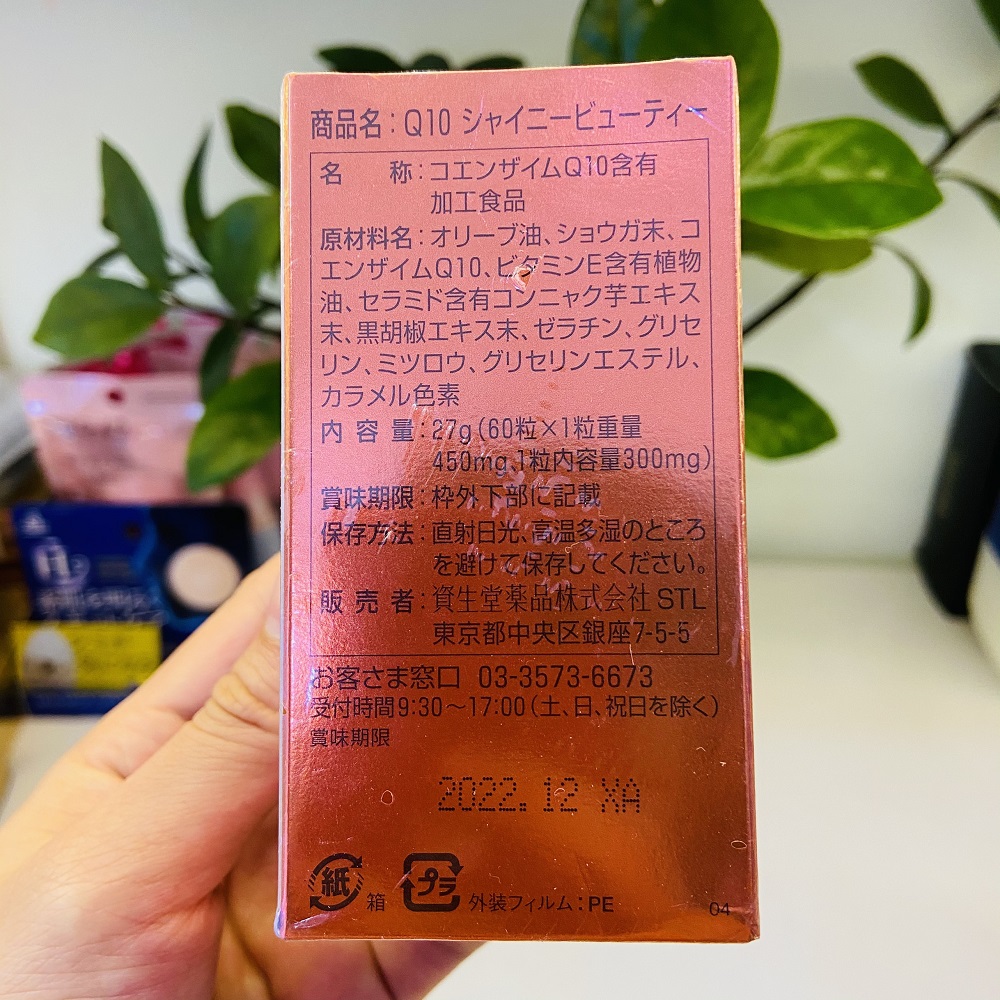 商品名:Q10 シャイニービューティー
名 称:コエンザイムQ10含有
加工食品
原材料名:オリーブ油、ショウガ末、コ
エンザイムQ10、ビタミンE含有植物
油、セラミド含有コンニャク芋エキス
末、黒胡椒エキス末、ゼラチン、グリセ
リン、ミツロウ、グリセリンエステル、
カラメル色素
内 容 量:27g(60粒×1粒重量
450mg、1粒内容量300mg)
賞味期限:枠外下部に記載
保存方法:直射日光、高温多湿のところ
を避けて保存してください。
販 売 者:資生堂薬品株式会社 STL
東京都中央区銀座7-5-5
お客さま窓口 03-3573-6673
受付時間9:30~17:00(土、日、祝日を除く)
賞味期限
2022.12 XA
紙 箱 プラ 外装フィルム:PE
04